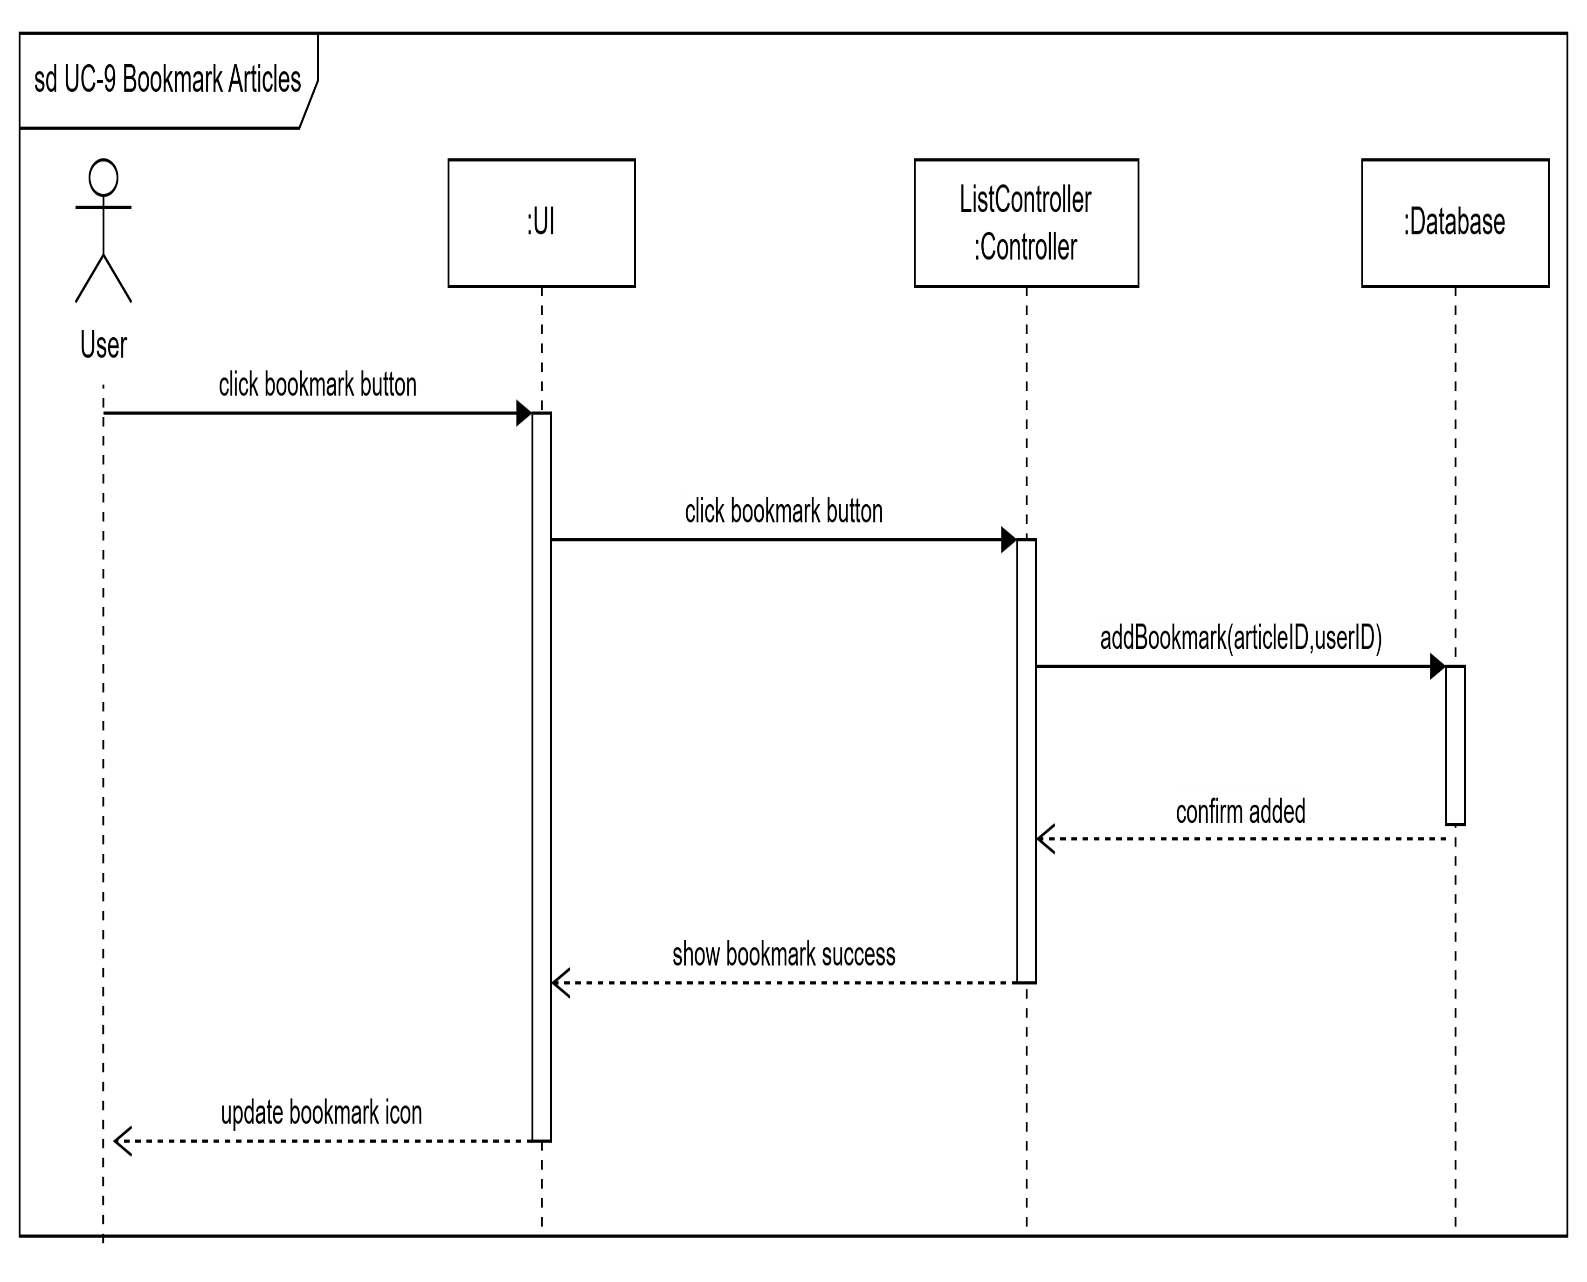 sd UC-9 Bookmark Articles
:UI
ListController
:Controller
:Database
User
click bookmark button
click bookmark button
addBookmark(articleID,userID)
confirm added
show bookmark success
update bookmark icon